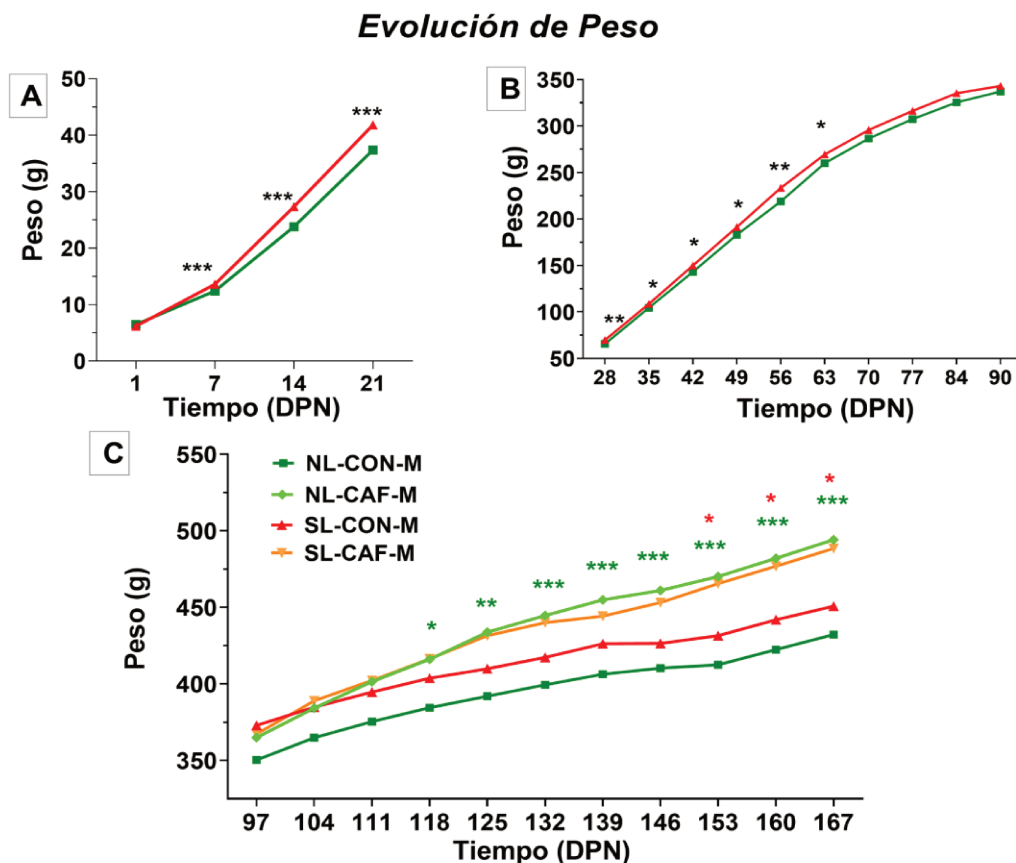 Evolución de Peso
A
Peso (g)
50
40
30
20
10
0
***
***
***
1 7 14 21
Tiempo (DPN)
B
Peso (g)
350
300
250
200
150
100
50
**
*
*
*
**
*
28 35 42 49 56 63 70 77 84 90
Tiempo (DPN)
C
Peso (g)
550
500
450
400
350
NL-CON-M
NL-CAF-M
SL-CON-M
SL-CAF-M
* * *
* ** *** *** *** *** *** ***
97 104 111 118 125 132 139 146 153 160 167
Tiempo (DPN)